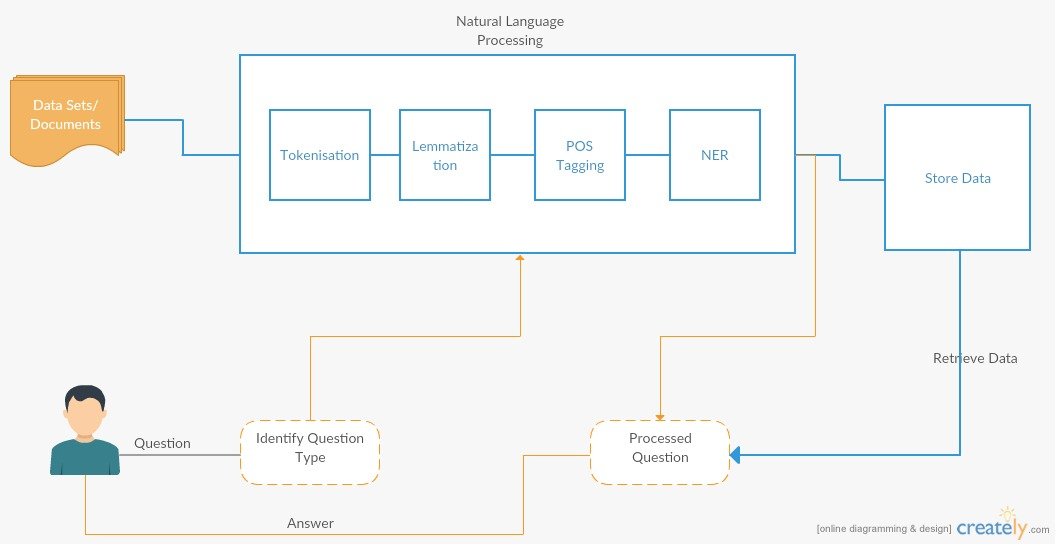 Natural Language
Processing
Data Sets/
Documents
Tokenisation
Lemmatiza
tion
POS
Tagging
NER
Store Data
Retrieve Data
Question
Identify Question
Type
Processed
Question
Answer
[online diagramming & design] creately.com